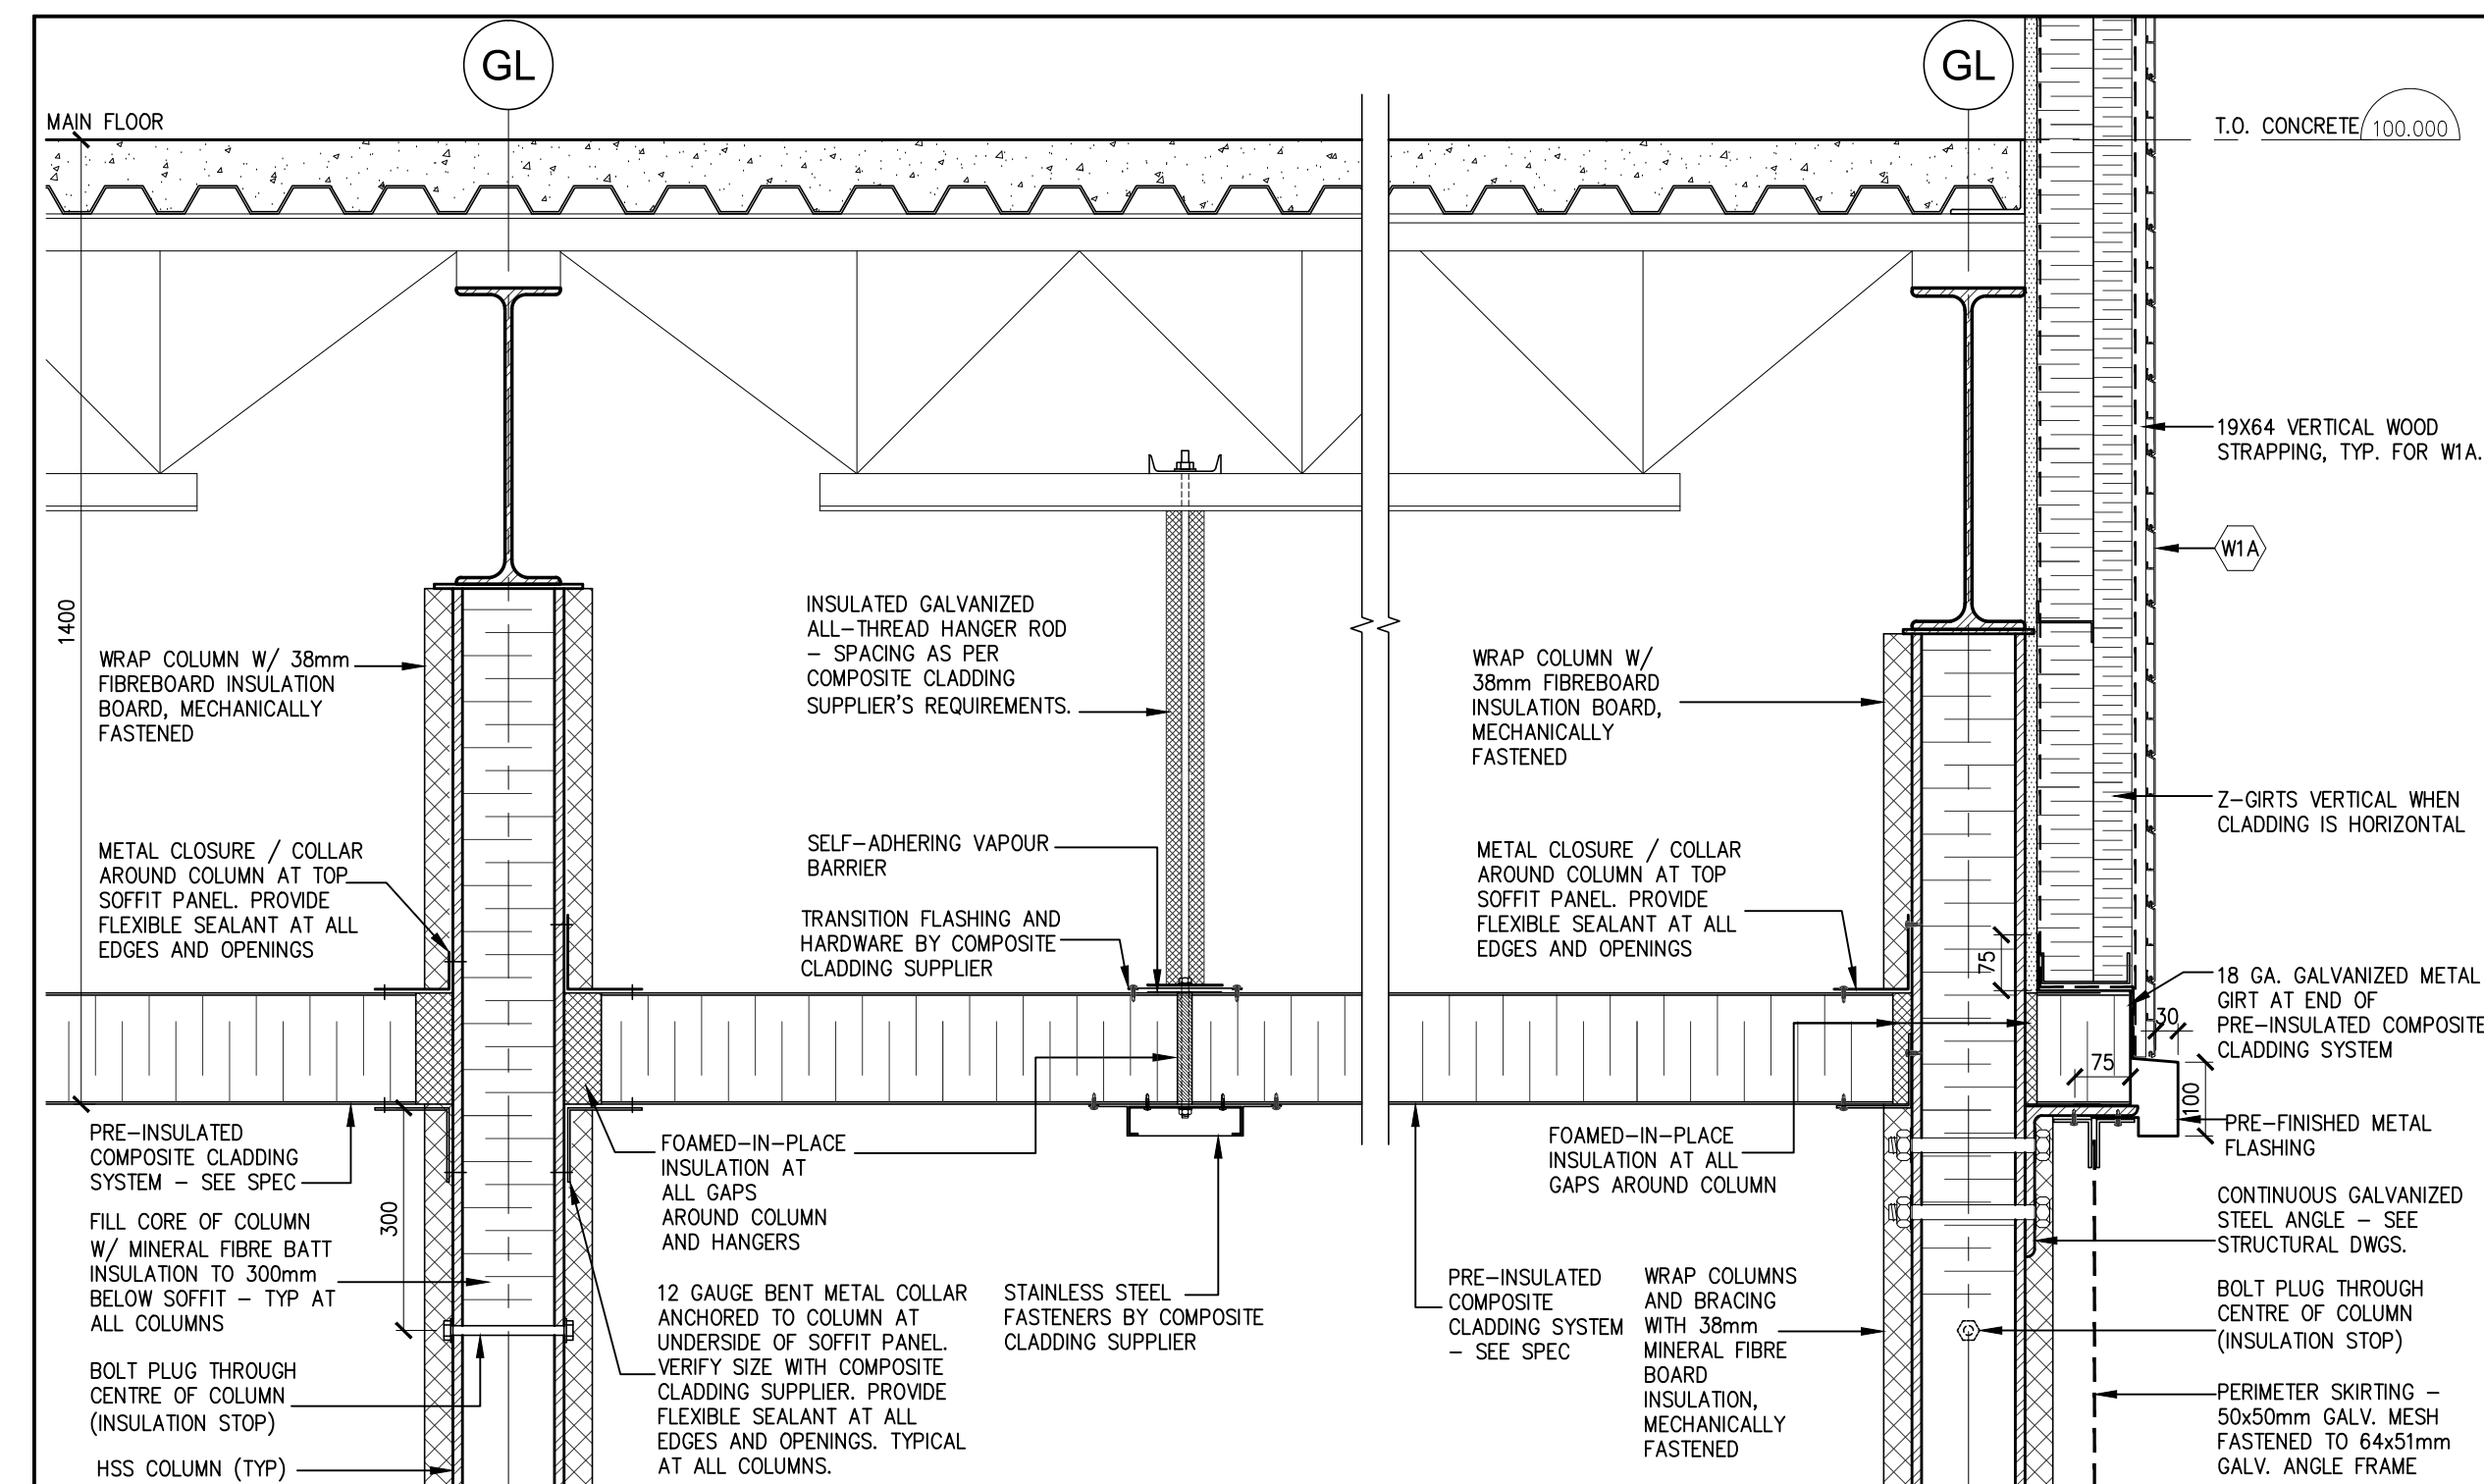 GL
GL
MAIN FLOOR
T.O. CONCRETE 100.000
19X64 VERTICAL WOOD
STRAPPING, TYP. FOR W1A.
W1A
1400
INSULATED GALVANIZED
ALL-THREAD HANGER ROD
- SPACING AS PER
COMPOSITE CLADDING
SUPPLIER'S REQUIREMENTS.
WRAP COLUMN W/ 38mm
FIBREBOARD INSULATION
BOARD, MECHANICALLY
FASTENED
WRAP COLUMN W/
38mm FIBREBOARD
INSULATION BOARD,
MECHANICALLY
FASTENED
Z-GIRTS VERTICAL WHEN
CLADDING IS HORIZONTAL
METAL CLOSURE / COLLAR
AROUND COLUMN AT TOP
SOFFIT PANEL. PROVIDE
FLEXIBLE SEALANT AT ALL
EDGES AND OPENINGS
SELF-ADHERING VAPOUR
BARRIER
TRANSITION FLASHING AND
HARDWARE BY COMPOSITE
CLADDING SUPPLIER
METAL CLOSURE / COLLAR
AROUND COLUMN AT TOP
SOFFIT PANEL. PROVIDE
FLEXIBLE SEALANT AT ALL
EDGES AND OPENINGS
75
18 GA. GALVANIZED METAL
GIRT AT END OF
PRE-INSULATED COMPOSITE
CLADDING SYSTEM
30
75
100
PRE-INSULATED
COMPOSITE CLADDING
SYSTEM - SEE SPEC
FILL CORE OF COLUMN
W/ MINERAL FIBRE BATT
INSULATION TO 300mm
BELOW SOFFIT - TYP AT
ALL COLUMNS
300
BOLT PLUG THROUGH
CENTRE OF COLUMN
(INSULATION STOP)
HSS COLUMN (TYP)
FOAMED-IN-PLACE
INSULATION AT
ALL GAPS
AROUND COLUMN
AND HANGERS
12 GAUGE BENT METAL COLLAR
ANCHORED TO COLUMN AT
UNDERSIDE OF SOFFIT PANEL.
VERIFY SIZE WITH COMPOSITE
CLADDING SUPPLIER. PROVIDE
FLEXIBLE SEALANT AT ALL
EDGES AND OPENINGS. TYPICAL
AT ALL COLUMNS.
STAINLESS STEEL
FASTENERS BY COMPOSITE
CLADDING SUPPLIER
FOAMED-IN-PLACE
INSULATION AT ALL
GAPS AROUND COLUMN
PRE-INSULATED
COMPOSITE
CLADDING SYSTEM
- SEE SPEC
WRAP COLUMNS
AND BRACING
WITH 38mm
MINERAL FIBRE
BOARD
INSULATION,
MECHANICALLY
FASTENED
PRE-FINISHED METAL
FLASHING
CONTINUOUS GALVANIZED
STEEL ANGLE - SEE
STRUCTURAL DWGS.
BOLT PLUG THROUGH
CENTRE OF COLUMN
(INSULATION STOP)
PERIMETER SKIRTING -
50x50mm GALV. MESH
FASTENED TO 64x51mm
GALV. ANGLE FRAME